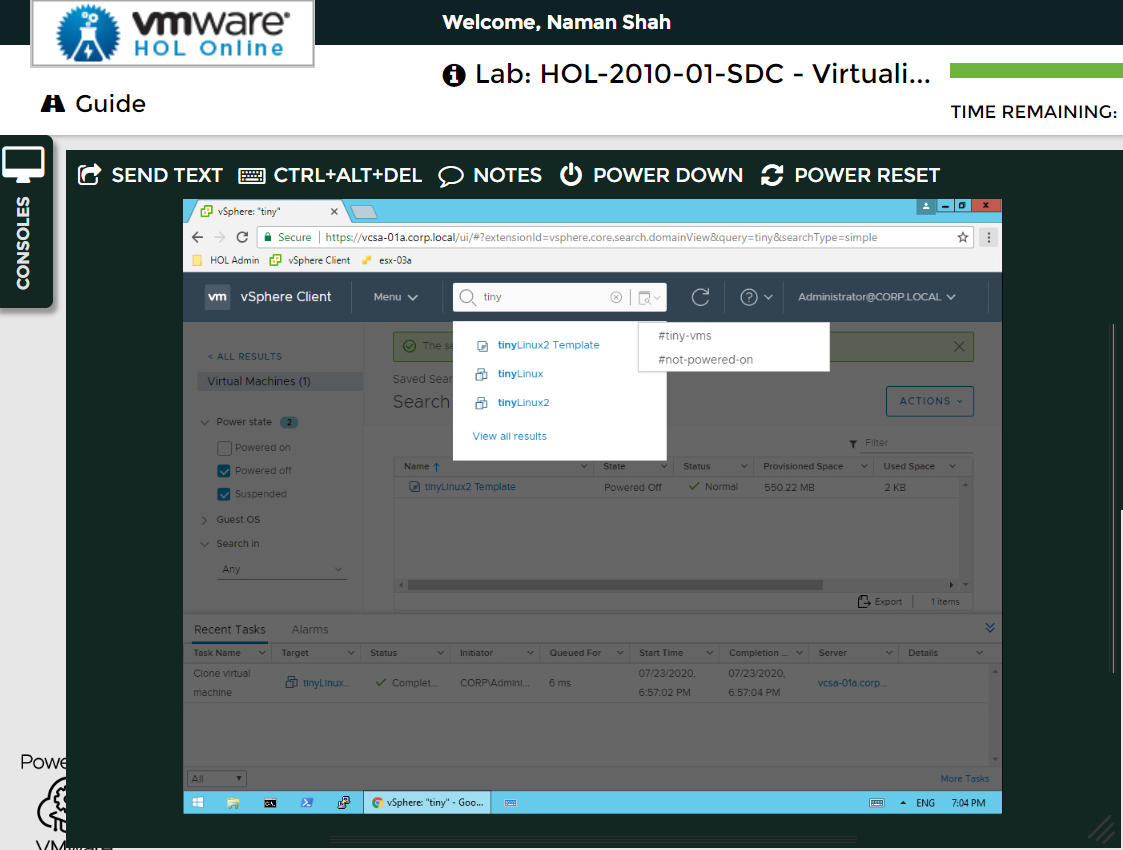 vmware®
HOL Online
Welcome, Naman Shah
Lab: HOL-2010-01-SDC - Virtuali...
Guide
TIME REMAINING:
CONSOLES
SEND TEXT CTRL+ALT+DEL NOTES POWER DOWN POWER RESET
vSphere: "tiny"
Secure https://vcsa-01a.corp.local/ui/#?extensionId=vsphere.core.search.domainView&query=tiny&searchType=simple
HOL Admin vSphere Client esx-03a
vm vSphere Client Menu tiny Administrator@CORP.LOCAL
#tiny-vms
#not-powered-on
tinyLinux2 Template
tinyLinux
tinyLinux2
View all results
< ALL RESULTS
Virtual Machines (1)
Power state 2
Powered on
Powered off
Suspended
Guest OS
Search in
Any
The se
Saved Sear
Search
ACTIONS
Filter
Name State Status Provisioned Space Used Space
tinyLinux2 Template Powered Off Normal 550.22 MB 2 KB
Export 1 items
Recent Tasks Alarms
Task Name Target Status Initiator Queued For Start Time Completion ... Server Details
Clone virtual machine tinyLinux... Complet... CORP\Admini... 6 ms 07/23/2020, 6:57:02 PM 07/23/2020, 6:57:04 PM vcsa-01a.corp...
All More Tasks
vSphere: "tiny" - Goo... ENG 7:04 PM
Powe
VMware